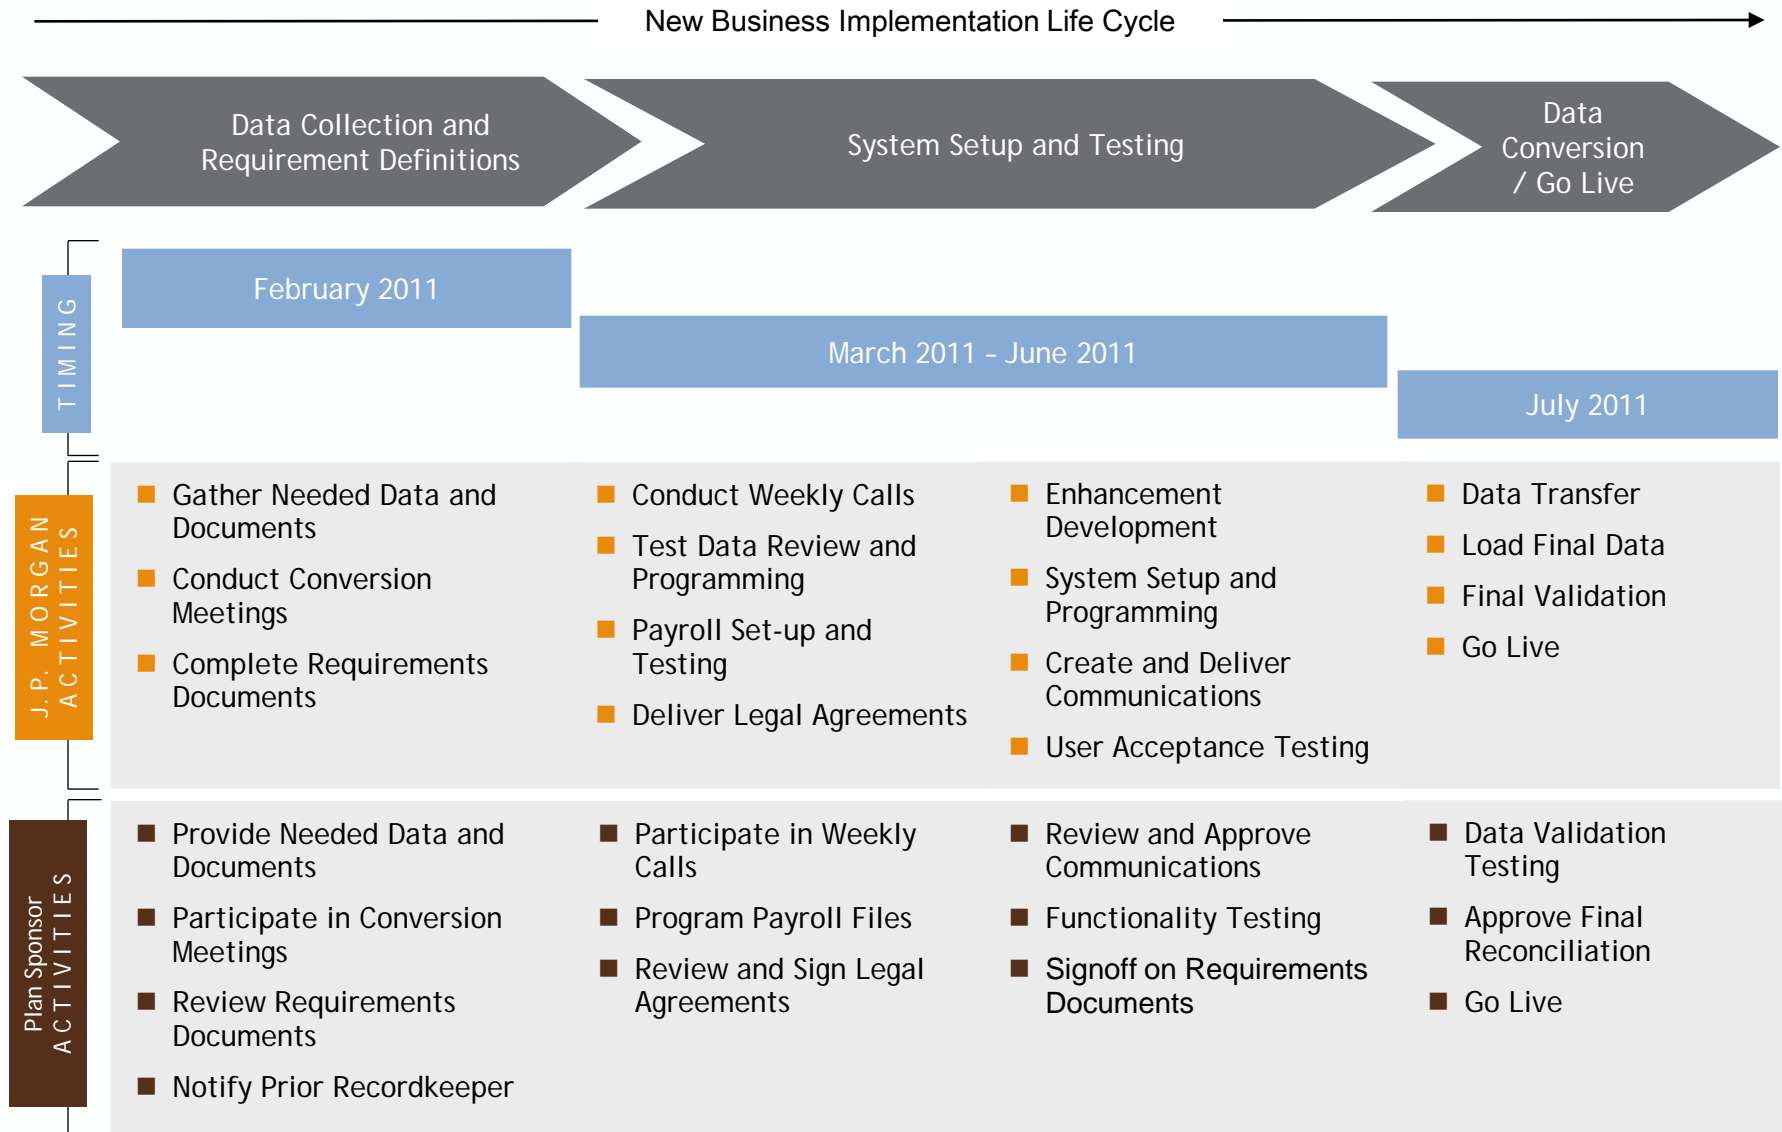 New Business Implementation Life Cycle
Data Collection and
Requirement Definitions
System Setup and Testing
Data
Conversion
/ Go Live
TIMING
February 2011
March 2011 – June 2011
July 2011
J.P. MORGAN
ACTIVITIES
Gather Needed Data and
Documents
Conduct Conversion
Meetings
Complete Requirements
Documents
Conduct Weekly Calls
Test Data Review and
Programming
Payroll Set-up and
Testing
Deliver Legal Agreements
Enhancement
Development
System Setup and
Programming
Create and Deliver
Communications
User Acceptance Testing
Data Transfer
Load Final Data
Final Validation
Go Live
Plan Sponsor
ACTIVITIES
Provide Needed Data and
Documents
Participate in Conversion
Meetings
Review Requirements
Documents
Notify Prior Recordkeeper
Participate in Weekly
Calls
Program Payroll Files
Review and Sign Legal
Agreements
Review and Approve
Communications
Functionality Testing
Signoff on Requirements
Documents
Data Validation
Testing
Approve Final
Reconciliation
Go Live